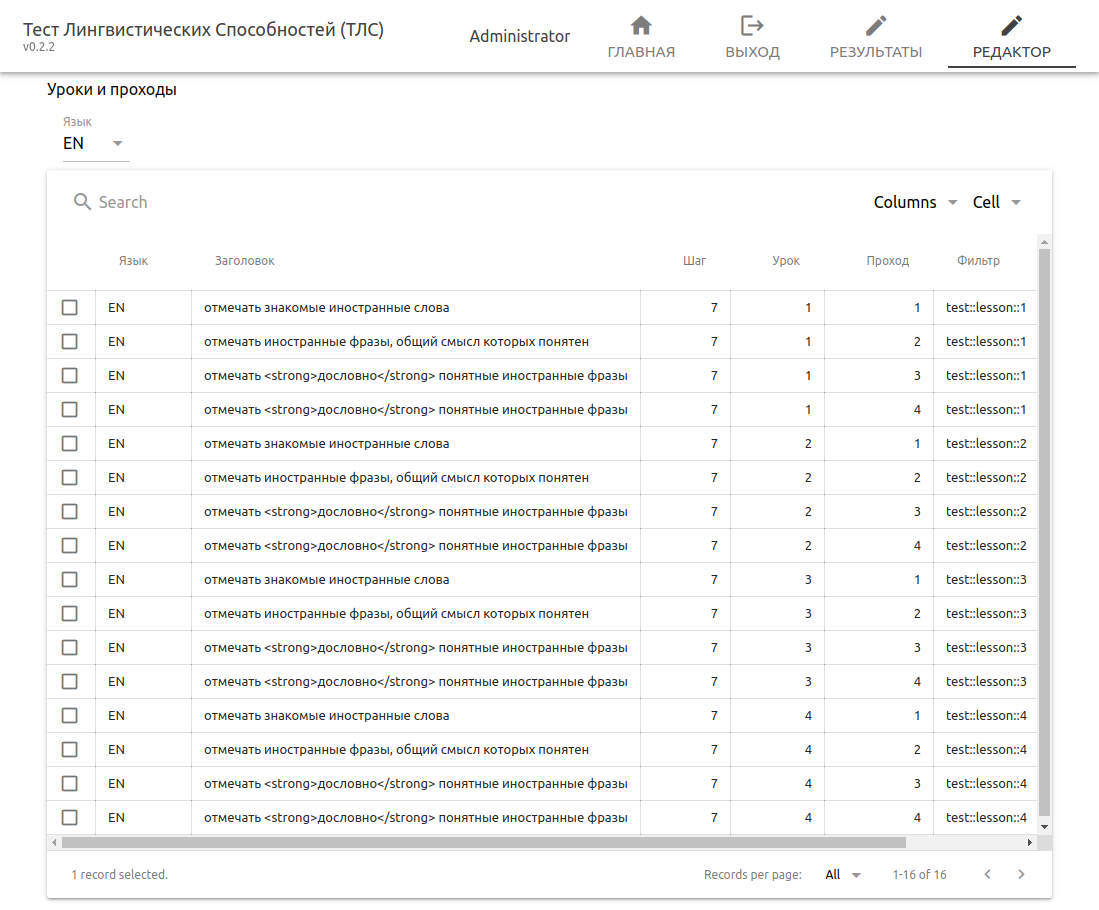 Тест Лингвистических Способностей (ТЛС)
v0.2.2
Administrator
ГЛАВНАЯ
ВЫХОД
РЕЗУЛЬТАТЫ
РЕДАКТОР
Уроки и проходы
Язык
EN
Search
Columns
Cell
Язык Заголовок Шаг Урок Проход Фильтр
EN отмечать знакомые иностранные слова 7 1 1 test::lesson::1
EN отмечать иностранные фразы, общий смысл которых понятен 7 1 2 test::lesson::1
EN отмечать <strong>дословно</strong> понятные иностранные фразы 7 1 3 test::lesson::1
EN отмечать <strong>дословно</strong> понятные иностранные фразы 7 1 4 test::lesson::1
EN отмечать знакомые иностранные слова 7 2 1 test::lesson::2
EN отмечать иностранные фразы, общий смысл которых понятен 7 2 2 test::lesson::2
EN отмечать <strong>дословно</strong> понятные иностранные фразы 7 2 3 test::lesson::2
EN отмечать <strong>дословно</strong> понятные иностранные фразы 7 2 4 test::lesson::2
EN отмечать знакомые иностранные слова 7 3 1 test::lesson::3
EN отмечать иностранные фразы, общий смысл которых понятен 7 3 2 test::lesson::3
EN отмечать <strong>дословно</strong> понятные иностранные фразы 7 3 3 test::lesson::3
EN отмечать <strong>дословно</strong> понятные иностранные фразы 7 3 4 test::lesson::3
EN отмечать знакомые иностранные слова 7 4 1 test::lesson::4
EN отмечать иностранные фразы, общий смысл которых понятен 7 4 2 test::lesson::4
EN отмечать <strong>дословно</strong> понятные иностранные фразы 7 4 3 test::lesson::4
EN отмечать <strong>дословно</strong> понятные иностранные фразы 7 4 4 test::lesson::4
1 record selected.
Records per page: All 1-16 of 16